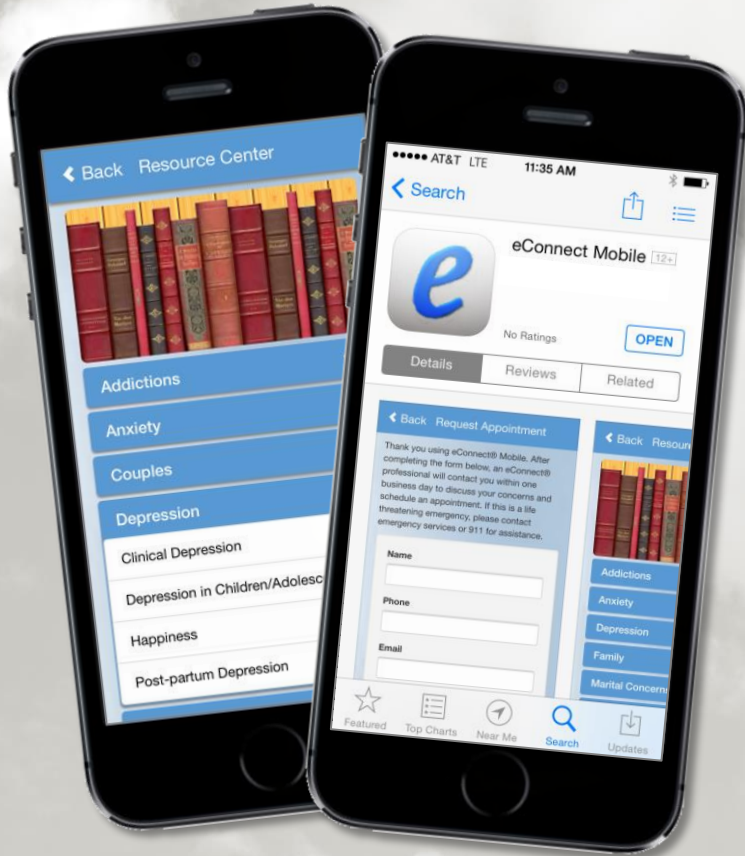 Back Resource Center
Addictions
Anxiety
Couples
Depression
Clinical Depression
Depression in Children/Adolesc
Happiness
Post-partum Depression
AT&T LTE 11:35 AM
Search
e
eConnect Mobile 12+
No Ratings
OPEN
Details Reviews Related
Back Request Appointment
Thank you using eConnect® Mobile. After
completing the form below, an eConnect®
professional will contact you within one
business day to discuss your concerns and
schedule an appointment. If this is a life
threatening emergency, please contact
emergency services or 911 for assistance.
Name
Phone
Email
Back Resour
Addictions
Anxiety
Depression
Family
Marital Concern
Featured Top Charts Near Me Search Updates